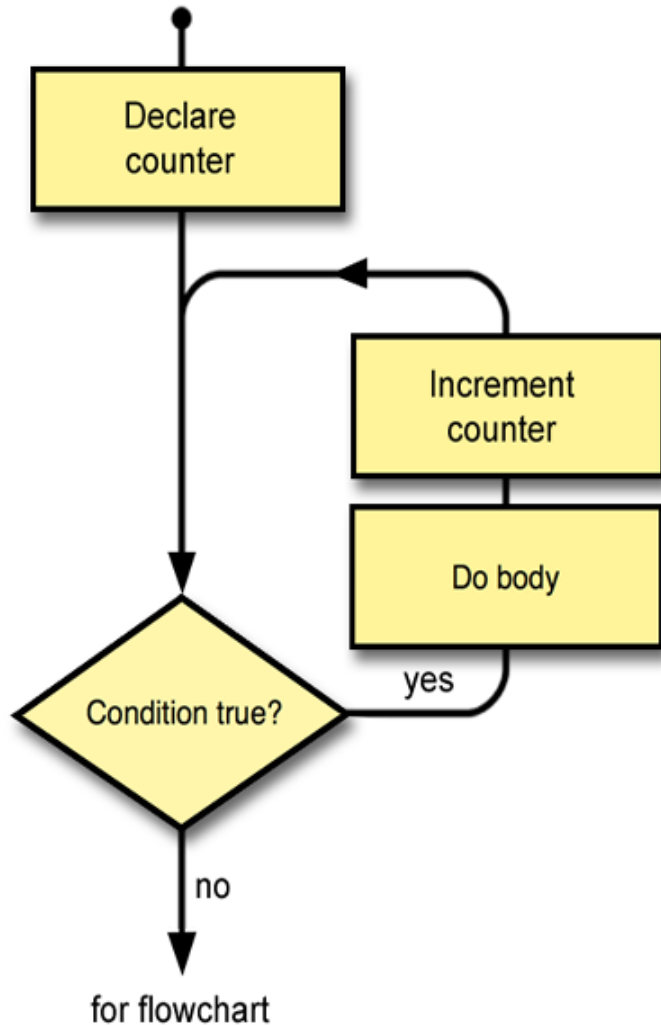 Declare
counter
Increment
counter
Do body
yes
Condition true?
no
for flowchart